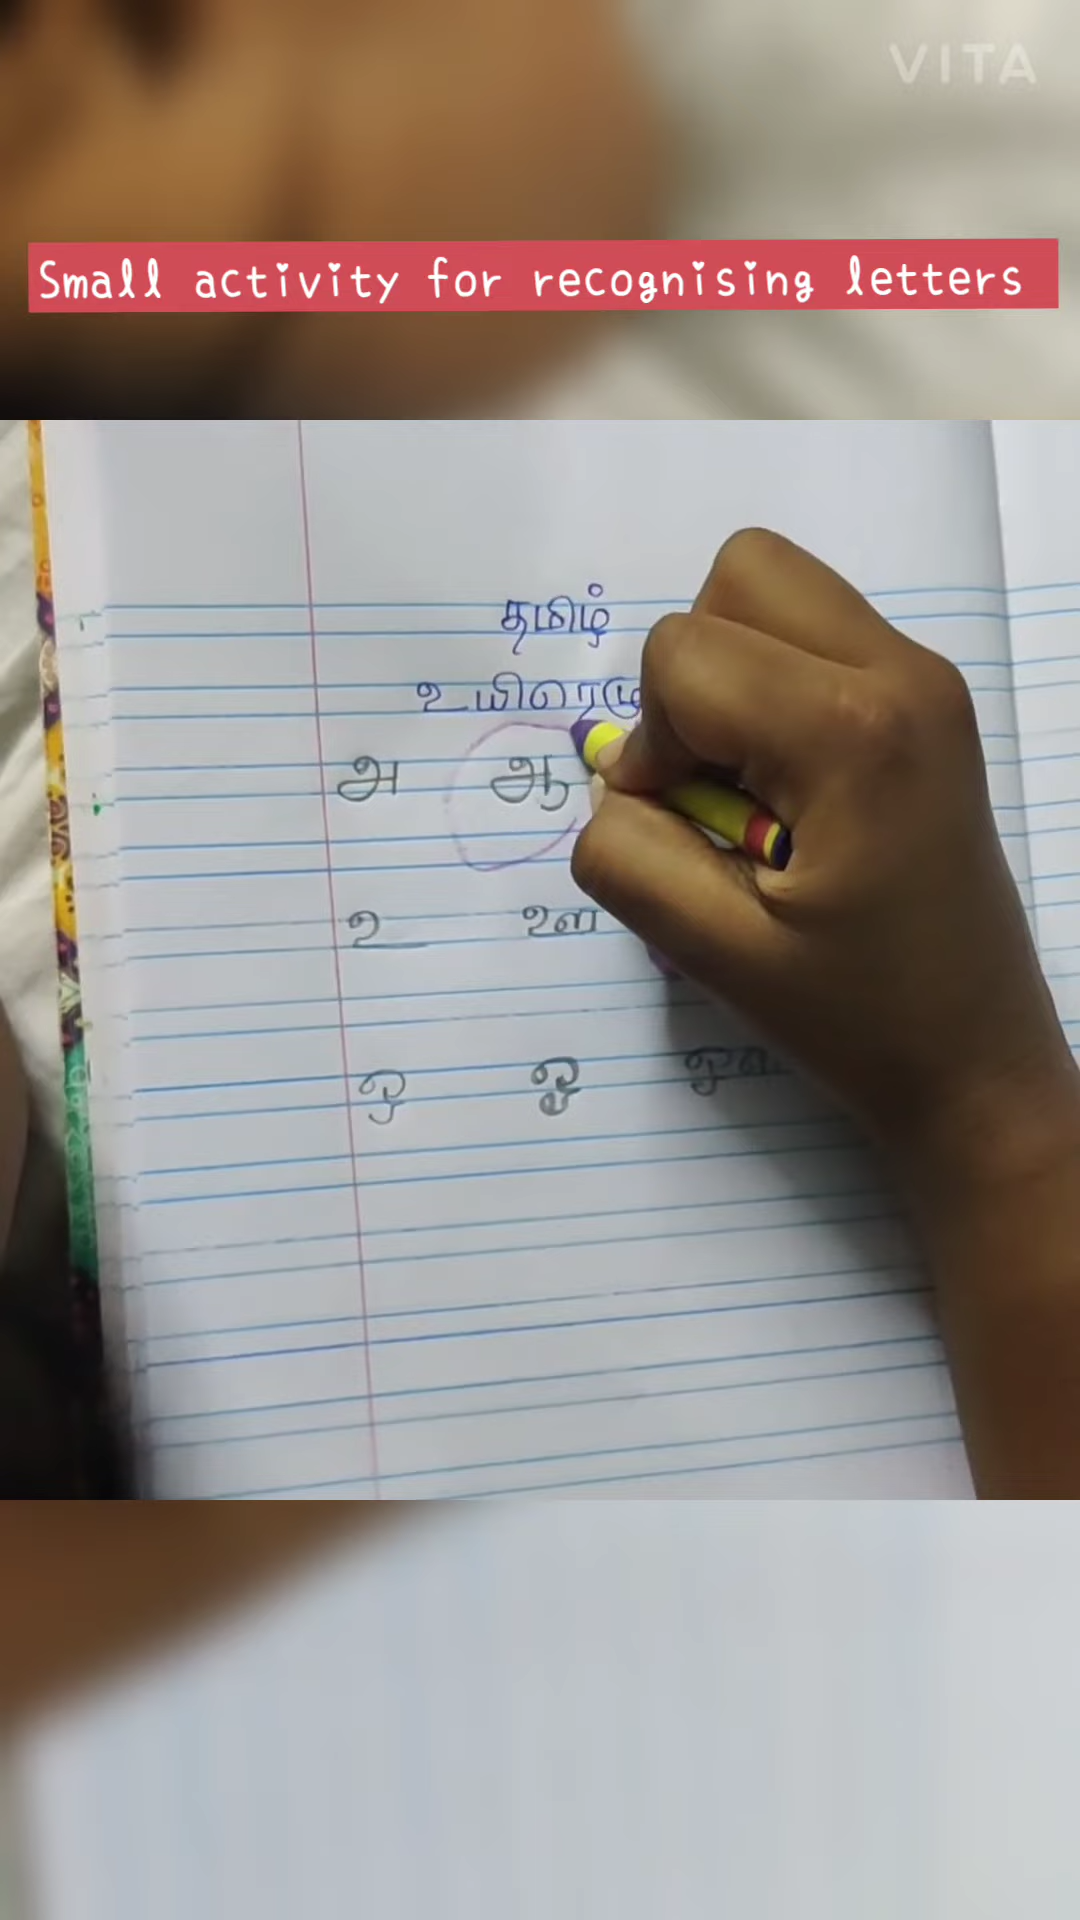 VITA
Small activity for recognising letters
தமிழ்
அ ஆ
உ ஊ
ஒ ஓ ஔ